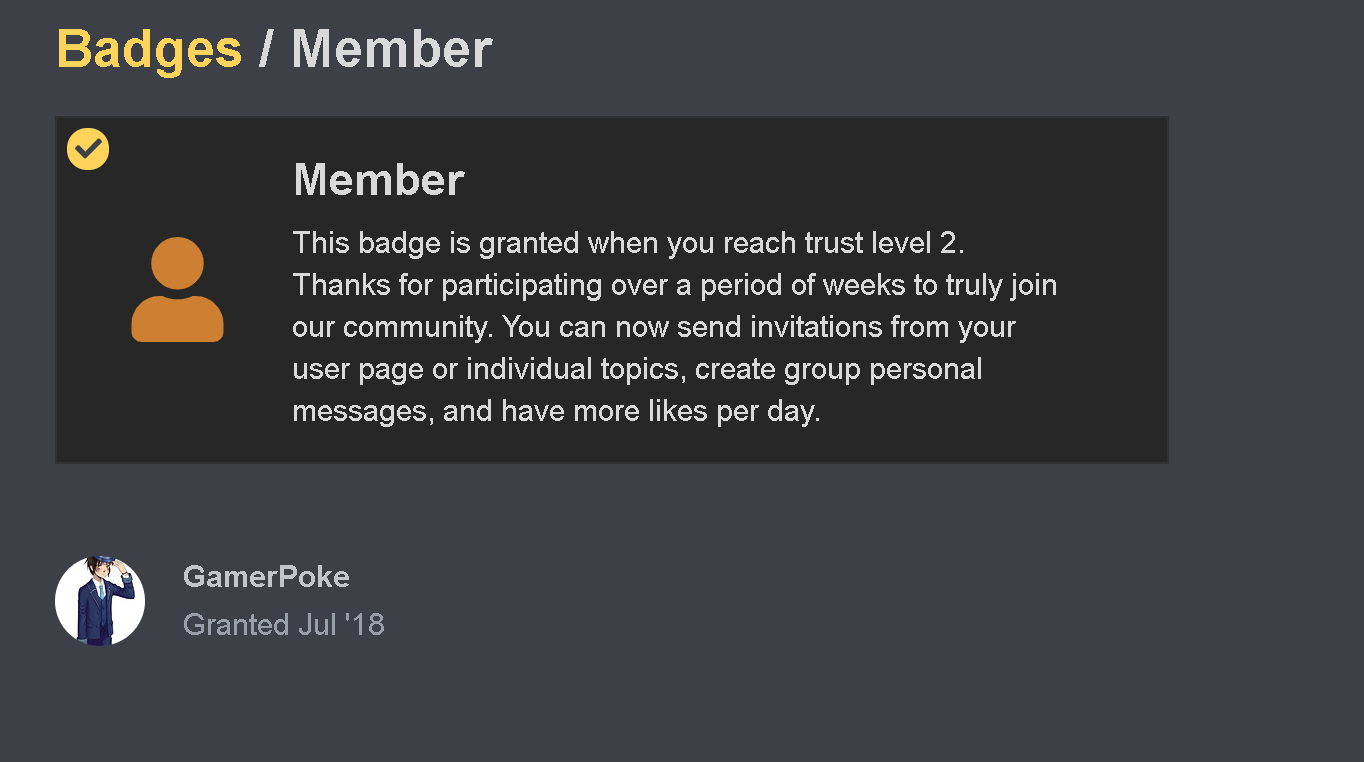 Badges / Member
Member
This badge is granted when you reach trust level 2.
Thanks for participating over a period of weeks to truly join
our community. You can now send invitations from your
user page or individual topics, create group personal
messages, and have more likes per day.
GamerPoke
Granted Jul '18